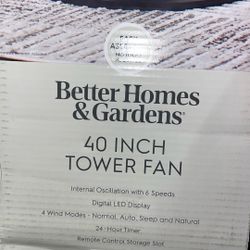 EASY
Better Homes
& Gardens®
40 INCH
TOWER FAN
Internal Oscillation with 6 Speeds
Digital LED Display
4 Wind Modes - Normal, Auto, Sleep and Natural
24-Hour Timer
Remote Control Storage Slot